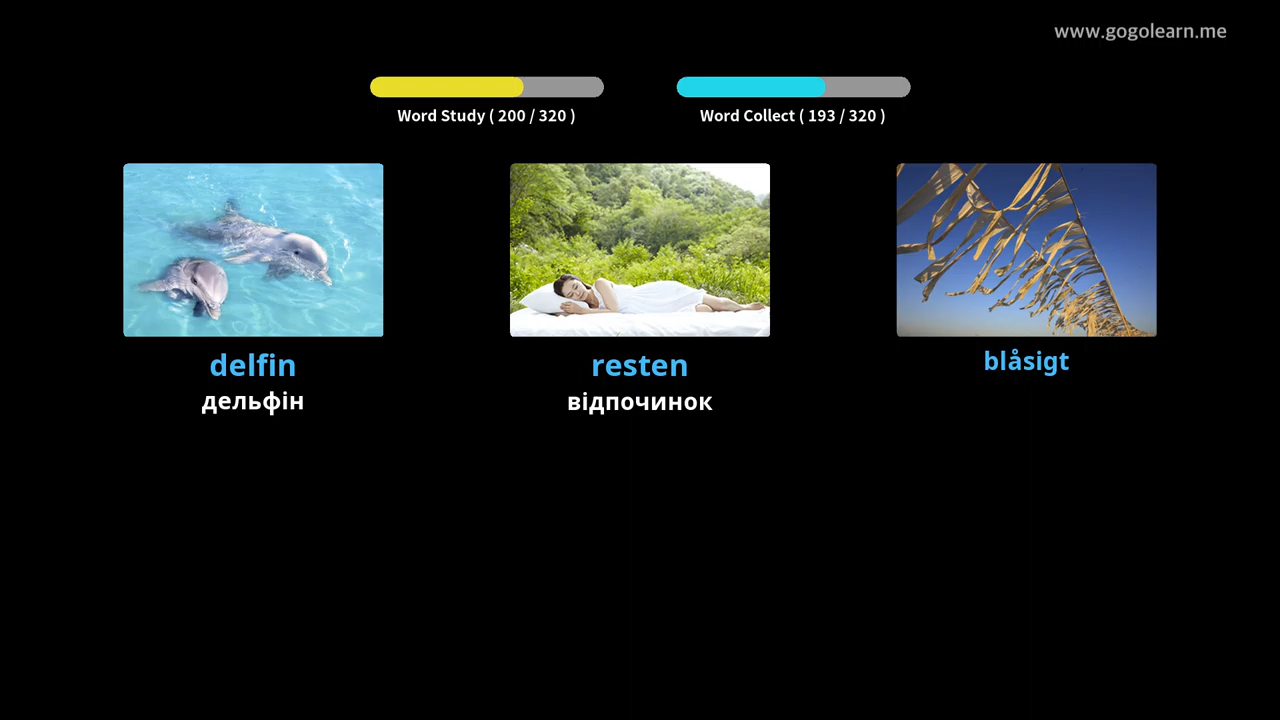 www.gogolearn.me
Word Study ( 200 / 320 )
Word Collect ( 193 / 320 )
delfin
дельфін
resten
відпочинок
blåsigt